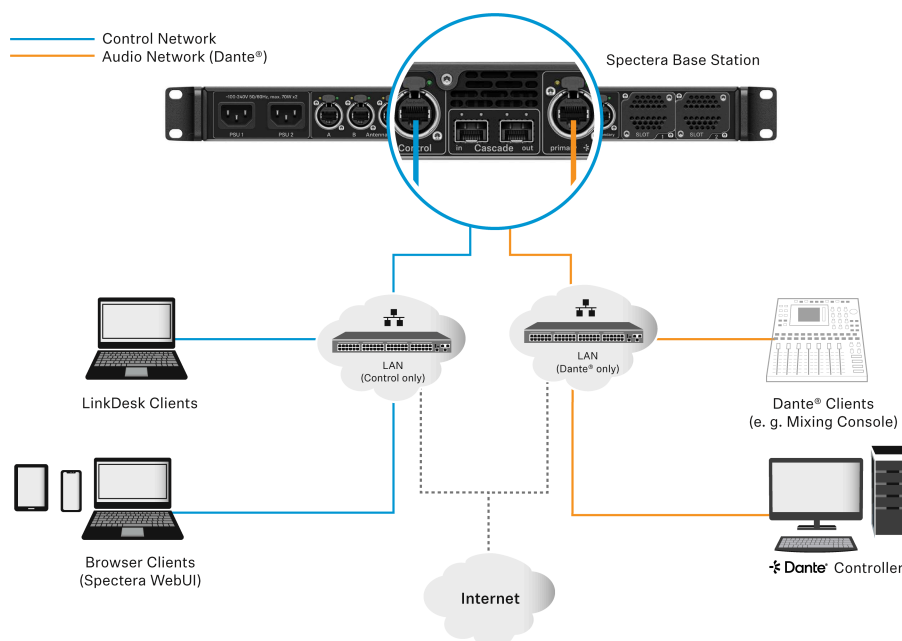 Control Network
Audio Network (Dante®)
Spectera Base Station
PSU 1
PSU 2
A
B
Antenna
Control
in
Cascade
out
SLOT
SLOT
LAN
(Control only)
LAN
(Dante® only)
LinkDesk Clients
Dante® Clients
(e. g. Mixing Console)
Browser Clients
(Spectera WebUI)
Internet
Dante® Controller